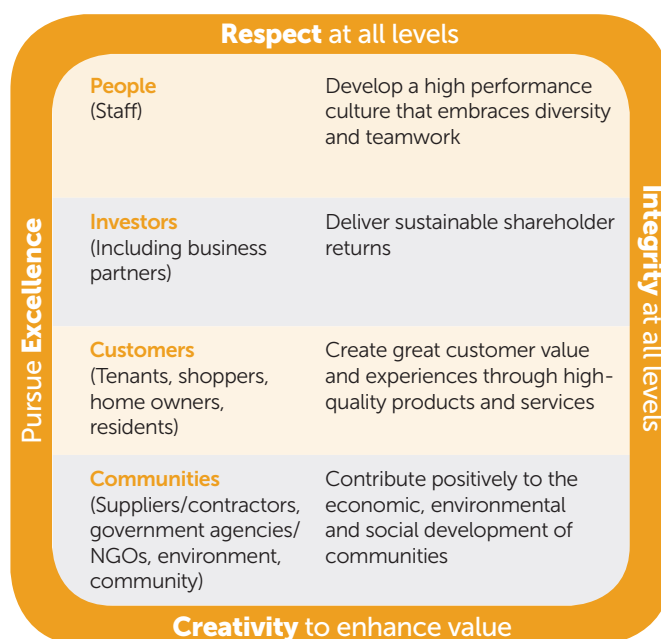 Respect at all levels
People
(Staff)
Develop a high performance
culture that embraces diversity
and teamwork
Investors
(Including business
partners)
Deliver sustainable shareholder
returns
Customers
(Tenants, shoppers,
home owners,
residents)
Create great customer value
and experiences through high-
quality products and services
Communities
(Suppliers/contractors,
government agencies/
NGOs, environment,
community)
Contribute positively to the
economic, environmental
and social development of
communities
Pursue Excellence
Integrity at all levels
Creativity to enhance value